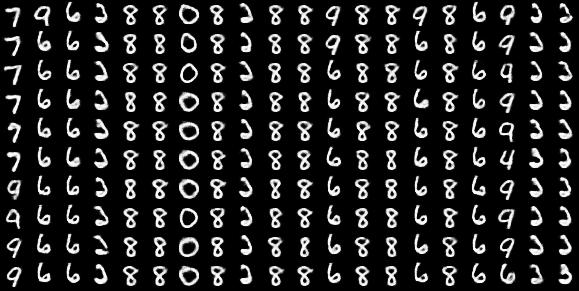 7 9 6 2 8 8 0 8 2 8 8 9 8 8 9 8 6 9 2 2
7 6 6 2 8 8 0 8 2 8 8 9 8 8 6 8 6 9 2 2
7 6 6 2 8 8 0 8 2 8 8 6 8 8 6 8 6 9 2 3
7 6 6 2 8 8 0 8 2 8 8 6 8 8 6 8 6 9 2 2
7 6 6 2 8 8 0 8 2 8 8 6 8 8 6 8 6 9 2 2
7 6 6 2 8 8 0 8 2 8 8 6 8 8 6 8 6 4 2 2
9 6 6 2 8 8 0 8 2 8 8 6 8 8 6 8 6 9 2 2
9 6 6 2 8 8 0 8 2 8 8 6 8 8 6 8 6 9 2 2
9 6 6 2 8 8 0 8 2 8 8 6 8 8 6 8 6 9 3 3
9 6 6 2 8 8 0 8 2 8 8 6 8 8 6 8 6 6 3 3